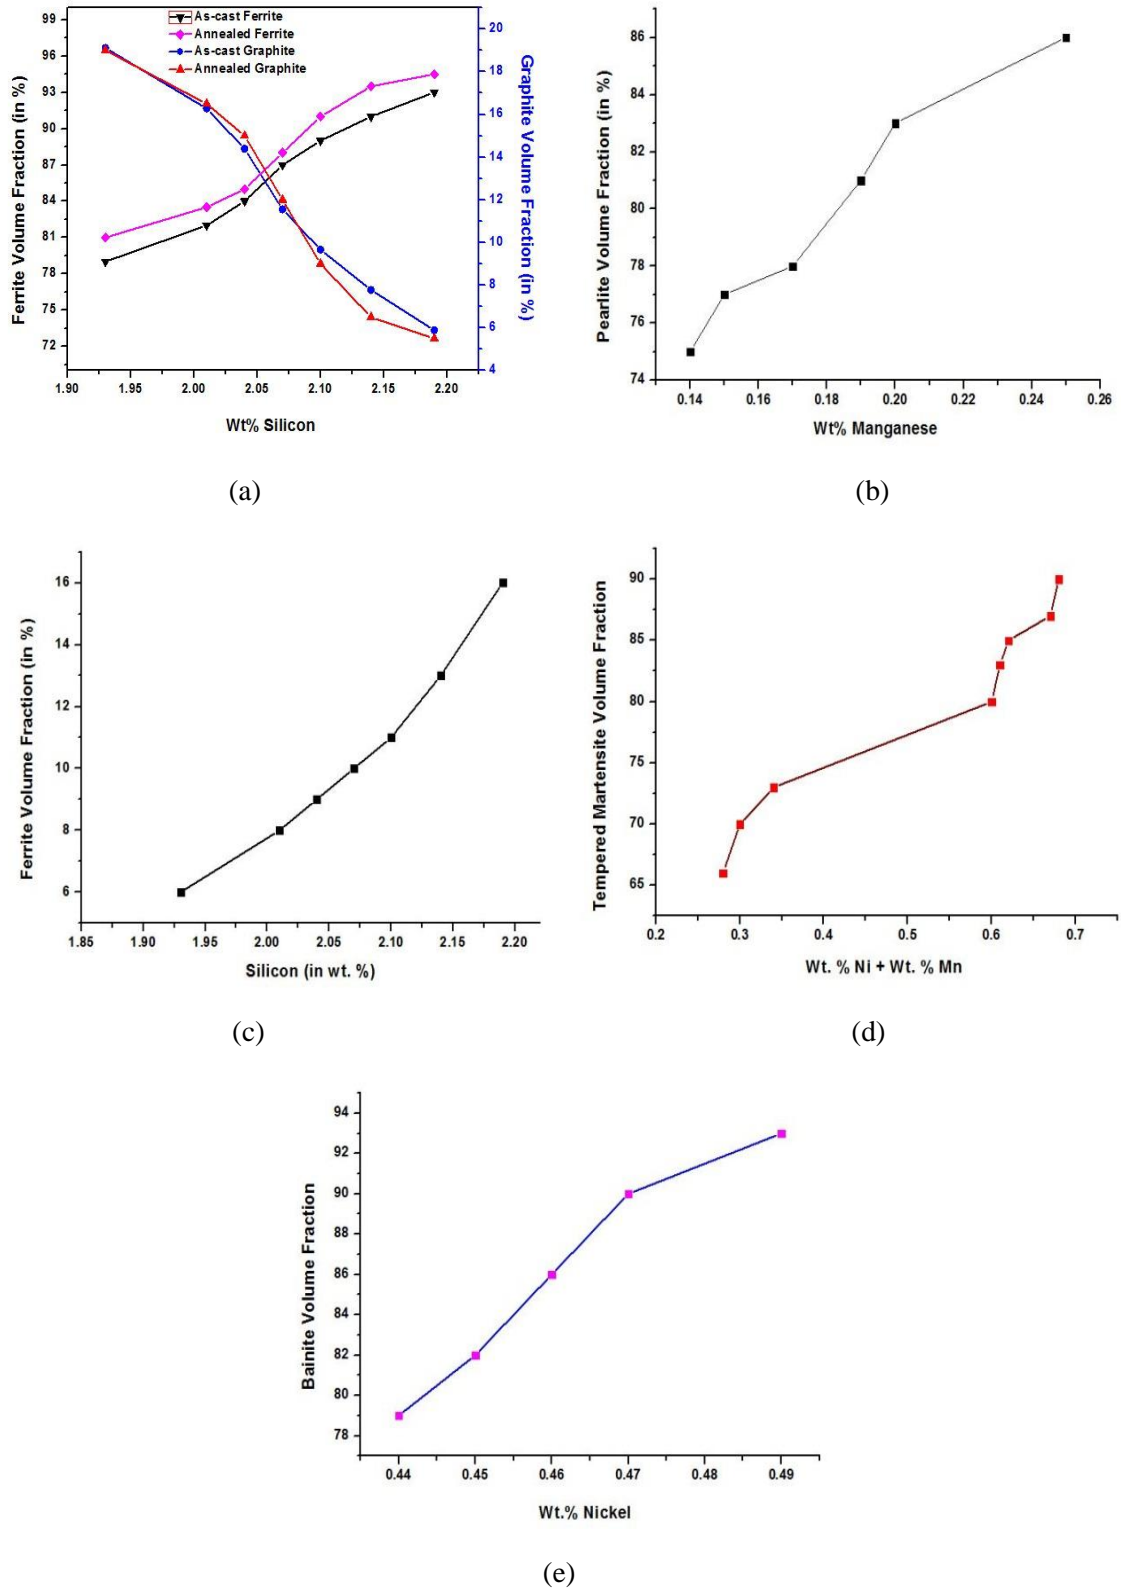 99
96
93
90
87
84
81
78
75
72
Ferrite Volume Fraction (in %)
As-cast Ferrite
Annealed Ferrite
As-cast Graphite
Annealed Graphite
20
18
16
14
12
10
8
6
4
Graphite Volume Fraction (in %)
1.90 1.95 2.00 2.05 2.10 2.15 2.20
Wt% Silicon
(a)
86
84
82
80
78
76
74
Pearlite Volume Fraction (in %)
0.14 0.16 0.18 0.20 0.22 0.24 0.26
Wt% Manganese
(b)
16
14
12
10
8
6
Ferrite Volume Fraction (in %)
1.85 1.90 1.95 2.00 2.05 2.10 2.15 2.20
Silicon (in wt. %)
(c)
90
85
80
75
70
65
Tempered Martensite Volume Fraction
0.2 0.3 0.4 0.5 0.6 0.7
Wt. % Ni + Wt. % Mn
(d)
94
92
90
88
86
84
82
80
78
Bainite Volume Fraction
0.44 0.45 0.46 0.47 0.48 0.49
Wt.% Nickel
(e)